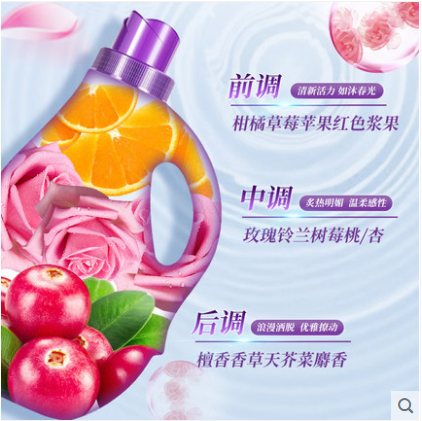 前调 清新活力 如沐春光
柑橘草莓苹果红色浆果
中调 炙热明媚 温柔感性
玫瑰铃兰树莓桃/杏
后调 浪漫洒脱 优雅撩动
檀香香草天芥菜麝香